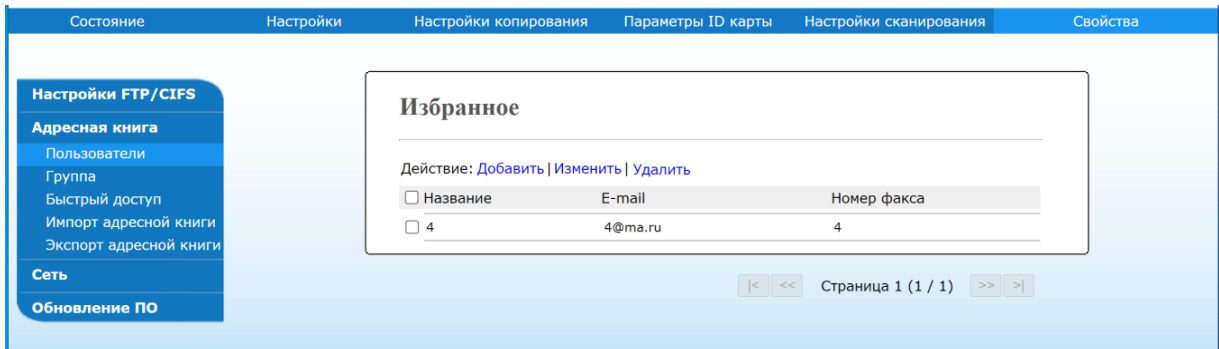 Состояние Настройки Настройки копирования Параметры ID карты Настройки сканирования Свойства
Настройки FTP/CIFS
Адресная книга
Пользователи
Группа
Быстрый доступ
Импорт адресной книги
Экспорт адресной книги
Сеть
Обновление ПО
Избранное
Действие: Добавить | Изменить | Удалить
Название E-mail Номер факса
4 4@ma.ru 4
|< << Страница 1 (1 / 1) >> >|